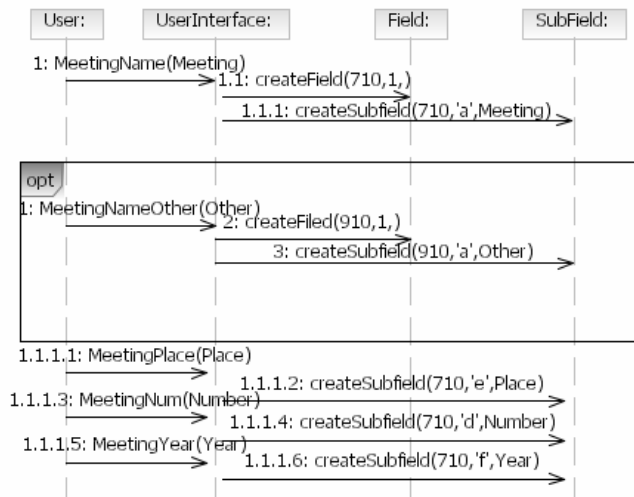 User: UserInterface: Field: SubField:
1: MeetingName(Meeting)
1.1: createField(710,1,)
1.1.1: createSubfield(710,'a',Meeting)
opt
1: MeetingNameOther(Other)
2: createFiled(910,1,)
3: createSubfield(910,'a',Other)
1.1.1.1: MeetingPlace(Place)
1.1.1.2: createSubfield(710,'e',Place)
1.1.1.3: MeetingNum(Number)
1.1.1.4: createSubfield(710,'d',Number)
1.1.1.5: MeetingYear(Year)
1.1.1.6: createSubfield(710,'f',Year)